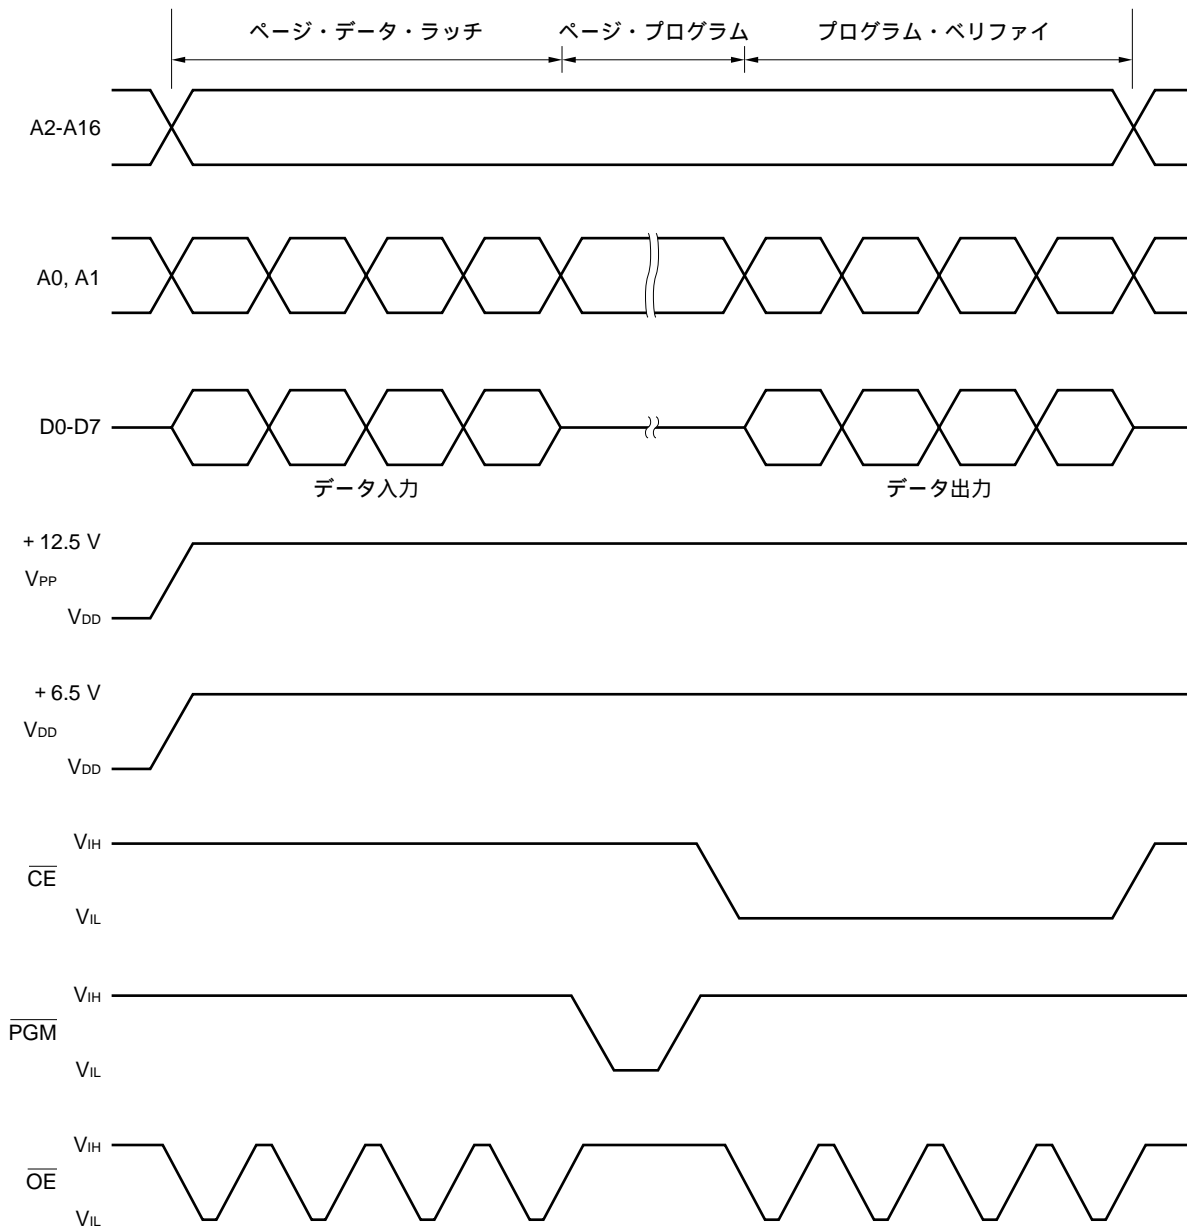 ページ・データ・ラッチ
ページ・プログラム
プログラム・ベリファイ
A2-A16
A0, A1
D0-D7
データ入力
データ出力
+12.5 V
VPP
VDD
+6.5 V
VDD
VDD
VIH
CE
VIL
VIH
PGM
VIL
VIH
OE
VIL